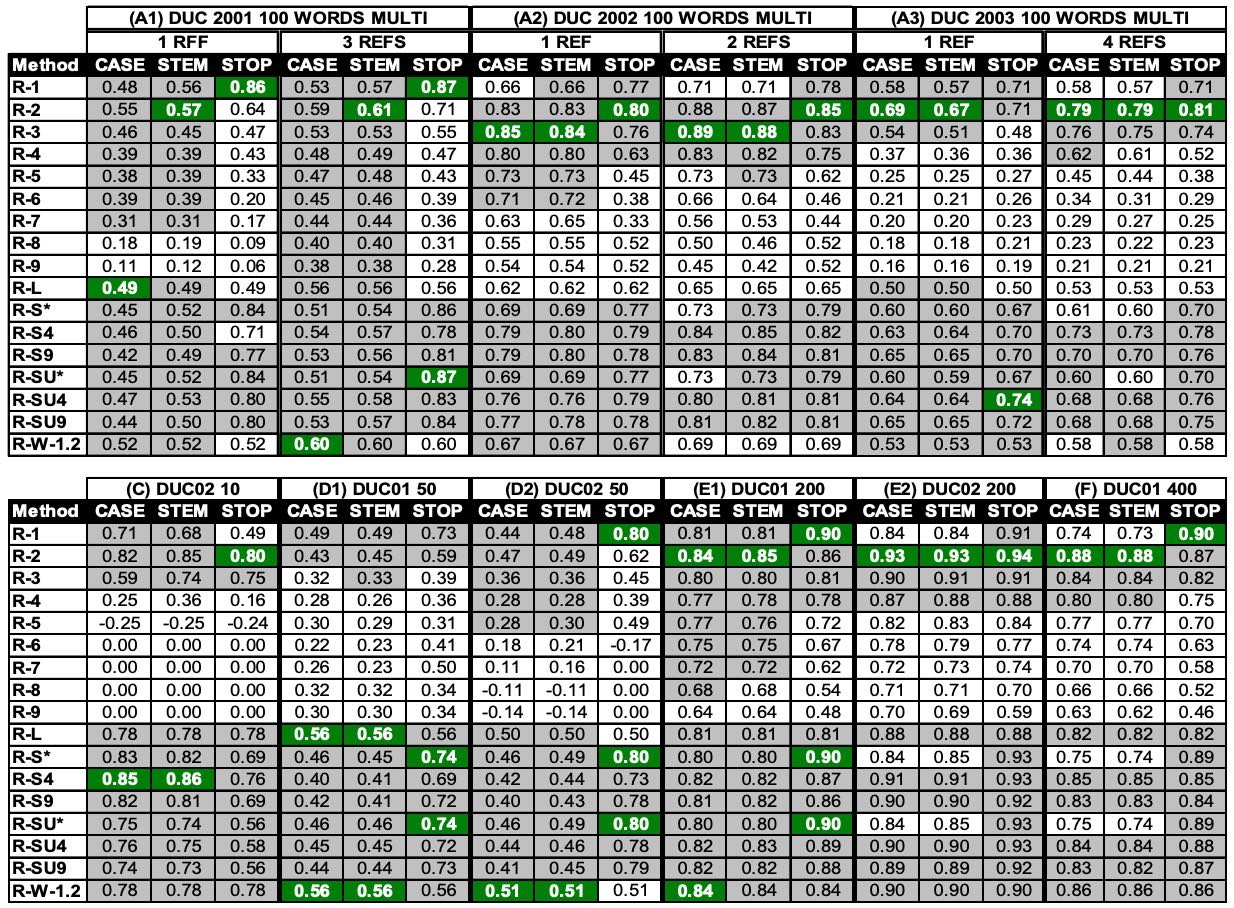 (A1) DUC 2001 100 WORDS MULTI (A2) DUC 2002 100 WORDS MULTI (A3) DUC 2003 100 WORDS MULTI
1 RFF 3 REFS 1 REF 2 REFS 1 REF 4 REFS
Method CASE STEM STOP CASE STEM STOP CASE STEM STOP CASE STEM STOP CASE STEM STOP CASE STEM STOP
R-1 0.48 0.56 0.86 0.53 0.57 0.87 0.66 0.66 0.77 0.71 0.71 0.78 0.58 0.57 0.71 0.58 0.57 0.71
R-2 0.55 0.57 0.64 0.59 0.61 0.71 0.83 0.83 0.80 0.88 0.87 0.85 0.69 0.67 0.71 0.79 0.79 0.81
R-3 0.46 0.45 0.47 0.53 0.53 0.55 0.85 0.84 0.76 0.89 0.88 0.83 0.54 0.51 0.48 0.76 0.75 0.74
R-4 0.39 0.39 0.43 0.48 0.49 0.47 0.80 0.80 0.63 0.83 0.82 0.75 0.37 0.36 0.36 0.62 0.61 0.52
R-5 0.38 0.39 0.33 0.47 0.48 0.43 0.73 0.73 0.45 0.73 0.73 0.62 0.25 0.25 0.27 0.45 0.44 0.38
R-6 0.39 0.39 0.20 0.45 0.46 0.39 0.71 0.72 0.38 0.66 0.64 0.46 0.21 0.21 0.26 0.34 0.31 0.29
R-7 0.31 0.31 0.17 0.44 0.44 0.36 0.63 0.65 0.33 0.56 0.53 0.44 0.20 0.20 0.23 0.29 0.27 0.25
R-8 0.18 0.19 0.09 0.40 0.40 0.31 0.55 0.55 0.52 0.50 0.46 0.52 0.18 0.18 0.21 0.23 0.22 0.23
R-9 0.11 0.12 0.06 0.38 0.38 0.28 0.54 0.54 0.52 0.45 0.42 0.52 0.16 0.16 0.19 0.21 0.21 0.21
R-L 0.49 0.49 0.49 0.56 0.56 0.56 0.62 0.62 0.62 0.65 0.65 0.65 0.50 0.50 0.50 0.53 0.53 0.53
R-S* 0.45 0.52 0.84 0.51 0.54 0.86 0.69 0.69 0.77 0.73 0.73 0.79 0.60 0.60 0.67 0.61 0.60 0.70
R-S4 0.46 0.50 0.71 0.54 0.57 0.78 0.79 0.80 0.79 0.84 0.85 0.82 0.63 0.64 0.70 0.73 0.73 0.78
R-S9 0.42 0.49 0.77 0.53 0.56 0.81 0.79 0.80 0.78 0.83 0.84 0.81 0.65 0.65 0.70 0.70 0.70 0.76
R-SU* 0.45 0.52 0.84 0.51 0.54 0.87 0.69 0.69 0.77 0.73 0.73 0.79 0.60 0.59 0.67 0.60 0.60 0.70
R-SU4 0.47 0.53 0.80 0.55 0.58 0.83 0.76 0.76 0.79 0.80 0.81 0.81 0.64 0.64 0.74 0.68 0.68 0.76
R-SU9 0.44 0.50 0.80 0.53 0.57 0.84 0.77 0.78 0.78 0.81 0.82 0.81 0.65 0.65 0.72 0.68 0.68 0.75
R-W-1.2 0.52 0.52 0.52 0.60 0.60 0.60 0.67 0.67 0.67 0.69 0.69 0.69 0.53 0.53 0.53 0.58 0.58 0.58
(C) DUC02 10 (D1) DUC01 50 (D2) DUC02 50 (E1) DUC01 200 (E2) DUC02 200 (F) DUC01 400
Method CASE STEM STOP CASE STEM STOP CASE STEM STOP CASE STEM STOP CASE STEM STOP CASE STEM STOP
R-1 0.71 0.68 0.49 0.49 0.49 0.73 0.44 0.48 0.80 0.81 0.81 0.90 0.84 0.84 0.91 0.74 0.73 0.90
R-2 0.82 0.85 0.80 0.43 0.45 0.59 0.47 0.49 0.62 0.84 0.85 0.86 0.93 0.93 0.94 0.88 0.88 0.87
R-3 0.59 0.74 0.75 0.32 0.33 0.39 0.36 0.36 0.45 0.80 0.80 0.81 0.90 0.91 0.91 0.84 0.84 0.82
R-4 0.25 0.36 0.16 0.28 0.26 0.36 0.28 0.28 0.39 0.77 0.78 0.78 0.87 0.88 0.88 0.80 0.80 0.75
R-5 -0.25 -0.25 -0.24 0.30 0.29 0.31 0.28 0.30 0.49 0.77 0.76 0.72 0.82 0.83 0.84 0.77 0.77 0.70
R-6 0.00 0.00 0.00 0.22 0.23 0.41 0.18 0.21 -0.17 0.75 0.75 0.67 0.78 0.79 0.77 0.74 0.74 0.63
R-7 0.00 0.00 0.00 0.26 0.23 0.50 0.11 0.16 0.00 0.72 0.72 0.62 0.72 0.73 0.74 0.70 0.70 0.58
R-8 0.00 0.00 0.00 0.32 0.32 0.34 -0.11 -0.11 0.00 0.68 0.68 0.54 0.71 0.71 0.70 0.66 0.66 0.52
R-9 0.00 0.00 0.00 0.30 0.30 0.34 -0.14 -0.14 0.00 0.64 0.64 0.48 0.70 0.69 0.59 0.63 0.62 0.46
R-L 0.78 0.78 0.78 0.56 0.56 0.56 0.50 0.50 0.50 0.81 0.81 0.81 0.88 0.88 0.88 0.82 0.82 0.82
R-S* 0.83 0.82 0.69 0.46 0.45 0.74 0.46 0.49 0.80 0.80 0.80 0.90 0.84 0.85 0.93 0.75 0.74 0.89
R-S4 0.85 0.86 0.76 0.40 0.41 0.69 0.42 0.44 0.73 0.82 0.82 0.87 0.91 0.91 0.93 0.85 0.85 0.85
R-S9 0.82 0.81 0.69 0.42 0.41 0.72 0.40 0.43 0.78 0.81 0.82 0.86 0.90 0.90 0.92 0.83 0.83 0.84
R-SU* 0.75 0.74 0.56 0.46 0.46 0.74 0.46 0.49 0.80 0.80 0.80 0.90 0.84 0.85 0.93 0.75 0.74 0.89
R-SU4 0.76 0.75 0.58 0.45 0.45 0.72 0.44 0.46 0.78 0.82 0.83 0.89 0.90 0.90 0.93 0.84 0.84 0.88
R-SU9 0.74 0.73 0.56 0.44 0.44 0.73 0.41 0.45 0.79 0.82 0.82 0.88 0.89 0.89 0.92 0.83 0.82 0.87
R-W-1.2 0.78 0.78 0.78 0.56 0.56 0.56 0.51 0.51 0.51 0.84 0.84 0.84 0.90 0.90 0.90 0.86 0.86 0.86